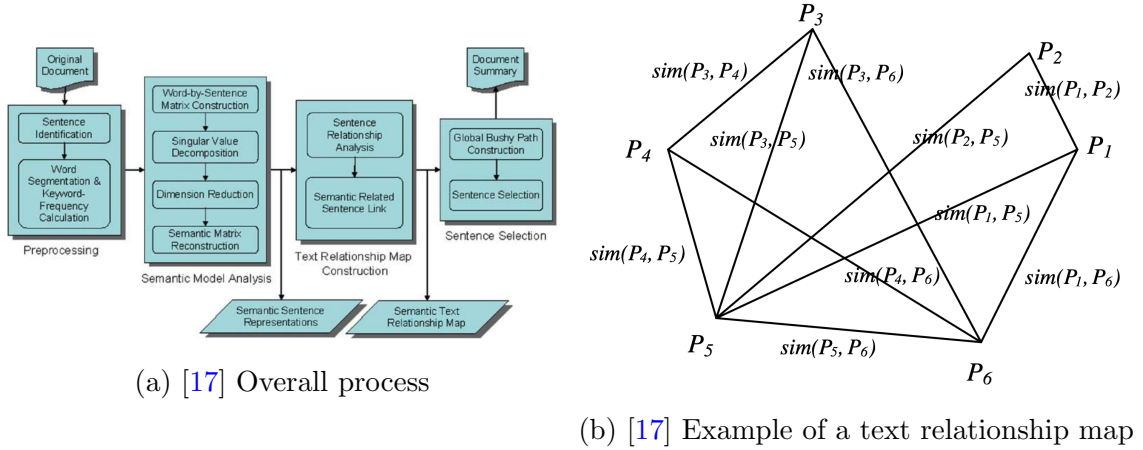 Original
Document
Sentence
Identification
Word
Segmentation &
Keyword-
Frequency
Calculation
Preprocessing
Word-by-Sentence
Matrix Construction
Singular Value
Decomposition
Dimension Reduction
Semantic Matrix
Reconstruction
Semantic Model Analysis
Sentence
Relationship
Analysis
Semantic Related
Sentence Link
Text Relationship Map
Construction
Document
Summary
Global Bushy Path
Construction
Sentence Selection
Sentence Selection
Semantic Sentence
Representations
Semantic Text
Relationship Map
(a) [17] Overall process
P3
P2
sim(P3, P4)
sim(P3, P6)
sim(P1, P2)
P4
sim(P3, P5)
sim(P2, P5)
P1
sim(P1, P5)
sim(P4, P5)
sim(P4, P6)
sim(P1, P6)
P5
sim(P5, P6)
P6
(b) [17] Example of a text relationship map